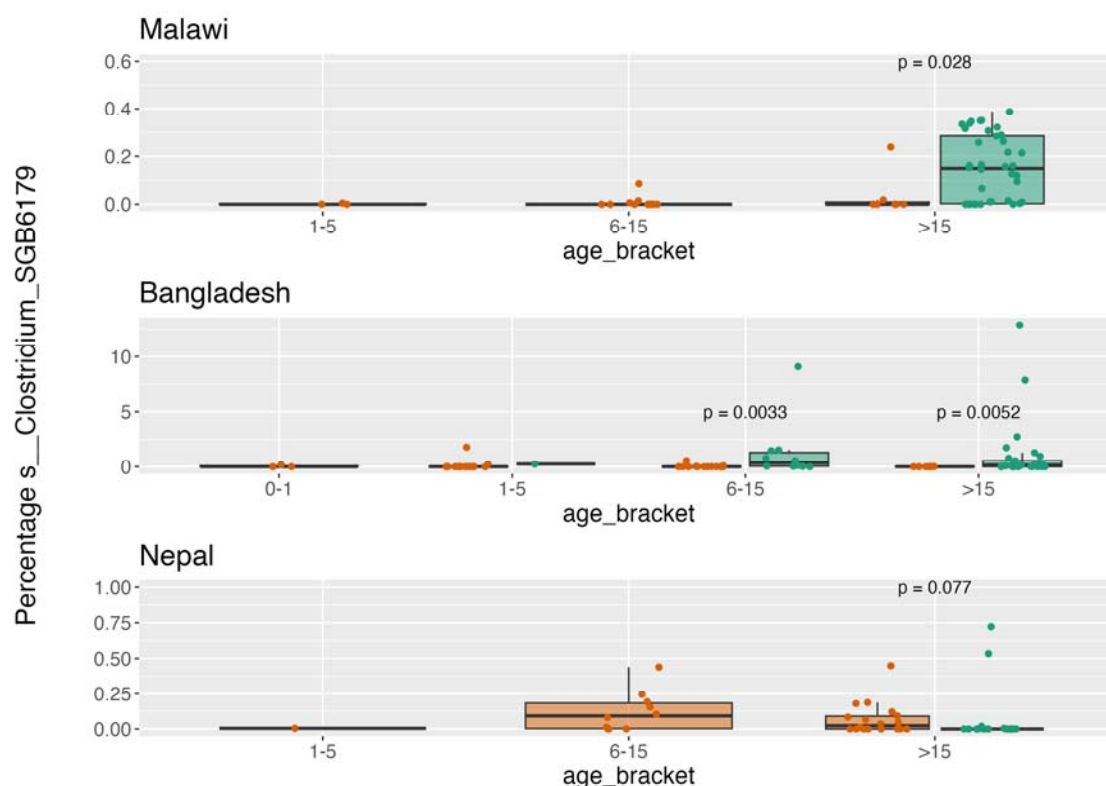 Percentage s__Clostridium_SGB6179
Malawi
0.6
0.4
0.2
0.0
p = 0.028
1-5 6-15 >15
age_bracket
Bangladesh
10
5
0
p = 0.0033 p = 0.0052
0-1 1-5 6-15 >15
age_bracket
Nepal
1.00
0.75
0.50
0.25
0.00
p = 0.077
1-5 6-15 >15
age_bracket